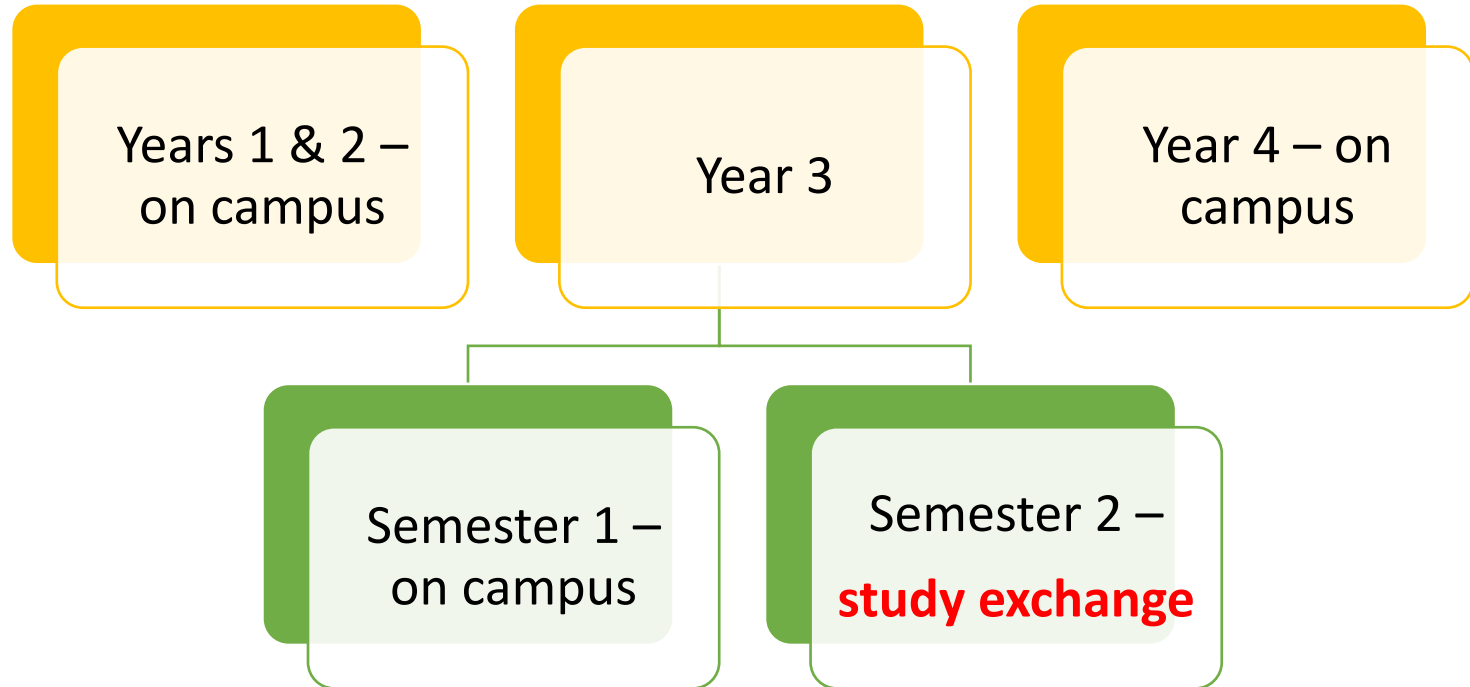 Years 1 & 2 –
on campus
Year 3
Year 4 – on
campus
Semester 1 –
on campus
Semester 2 –
study exchange